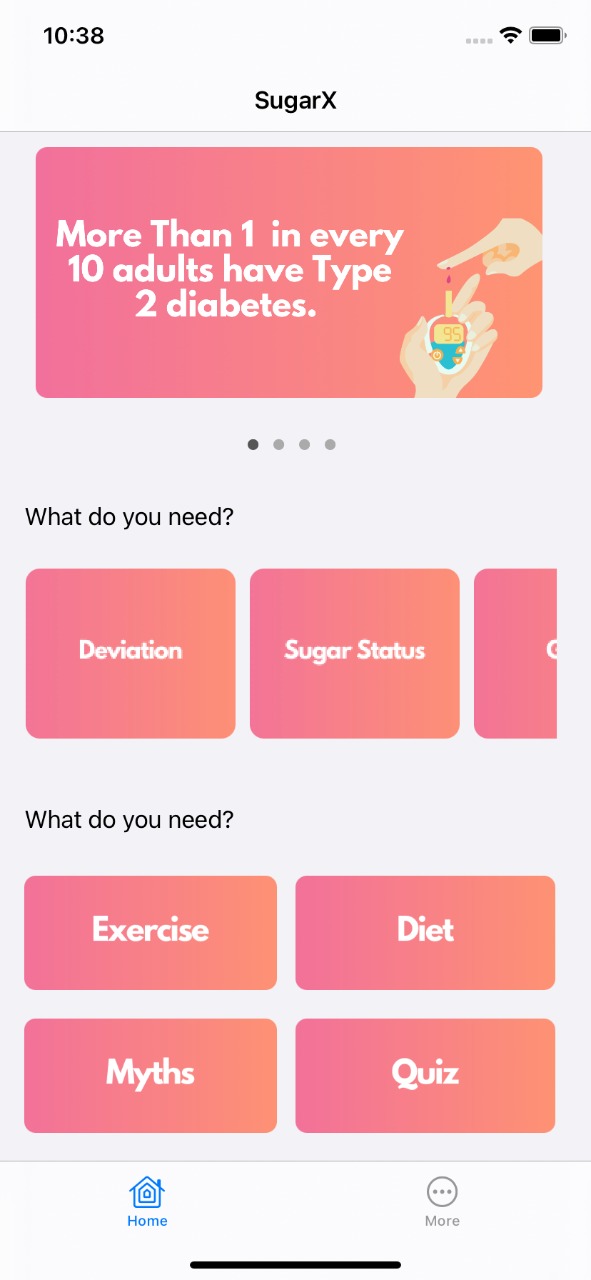 10:38
SugarX
More Than 1 in every
10 adults have Type
2 diabetes.
95
What do you need?
Deviation
Sugar Status
What do you need?
Exercise
Diet
Myths
Quiz
Home
More